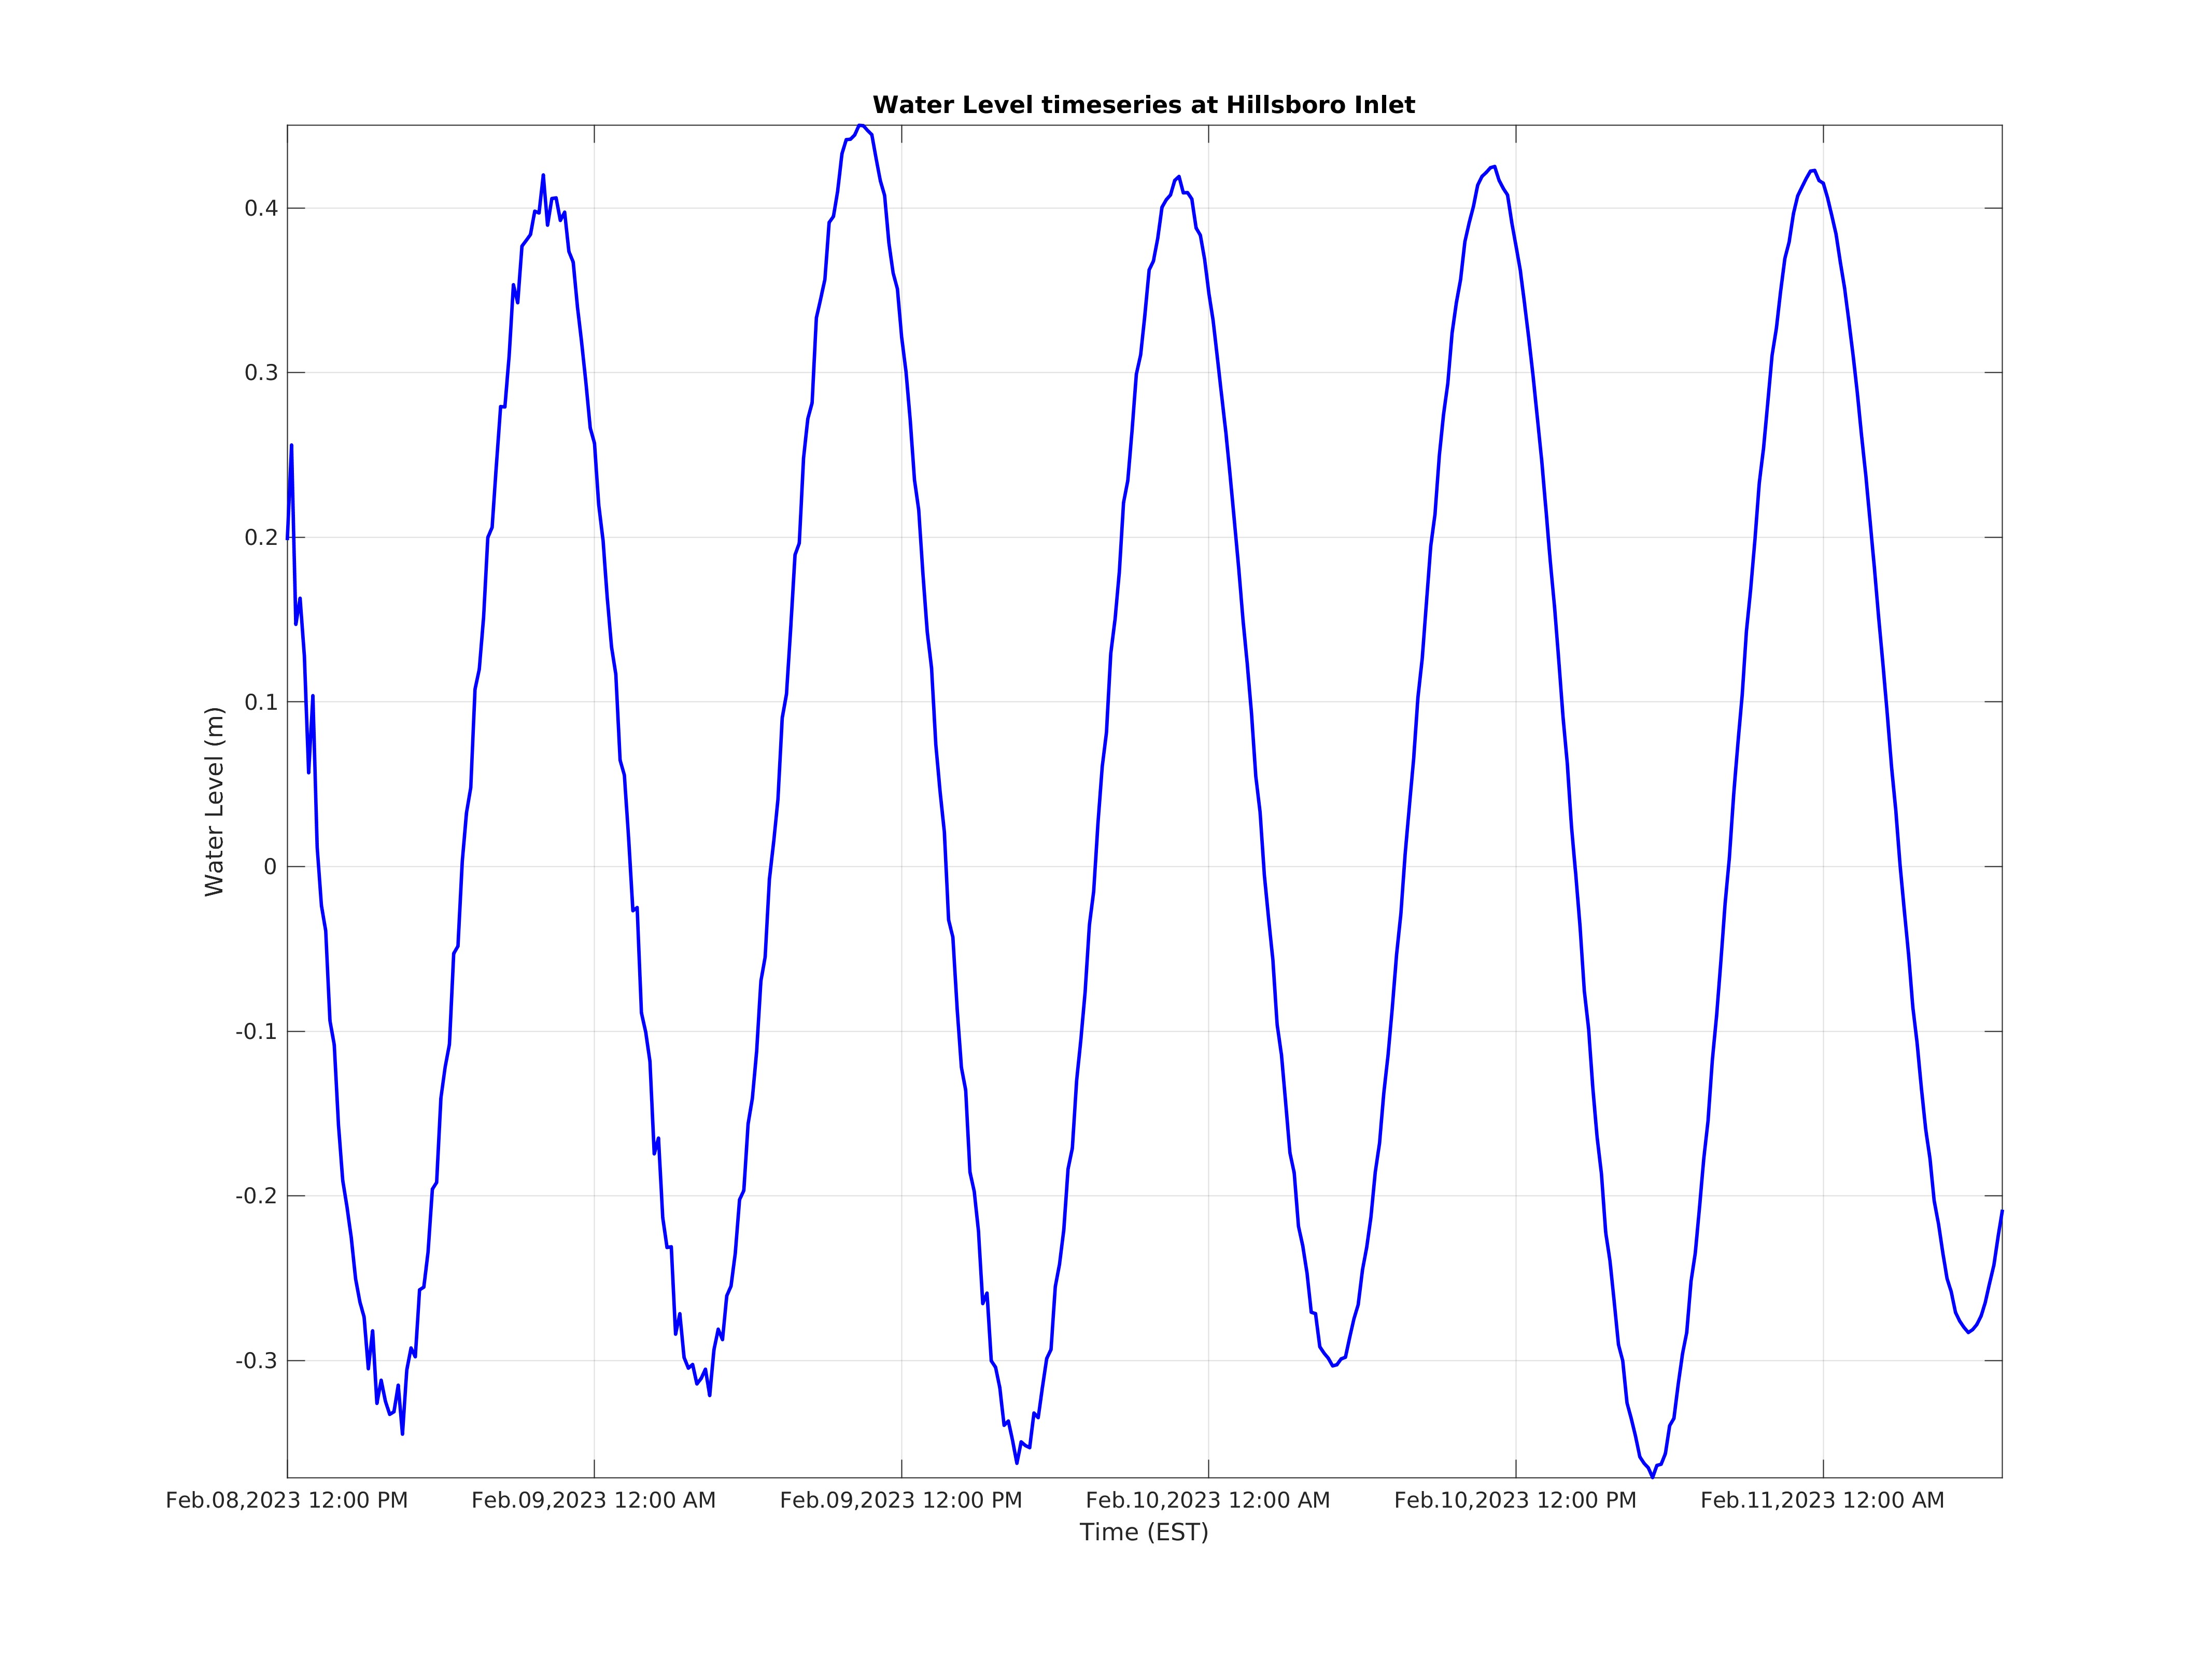 Water Level timeseries at Hillsboro Inlet
Water Level (m)
0.4
0.3
0.2
0.1
0
-0.1
-0.2
-0.3
Feb.08,2023 12:00 PM
Feb.09,2023 12:00 AM
Feb.09,2023 12:00 PM
Feb.10,2023 12:00 AM
Feb.10,2023 12:00 PM
Feb.11,2023 12:00 AM
Time (EST)